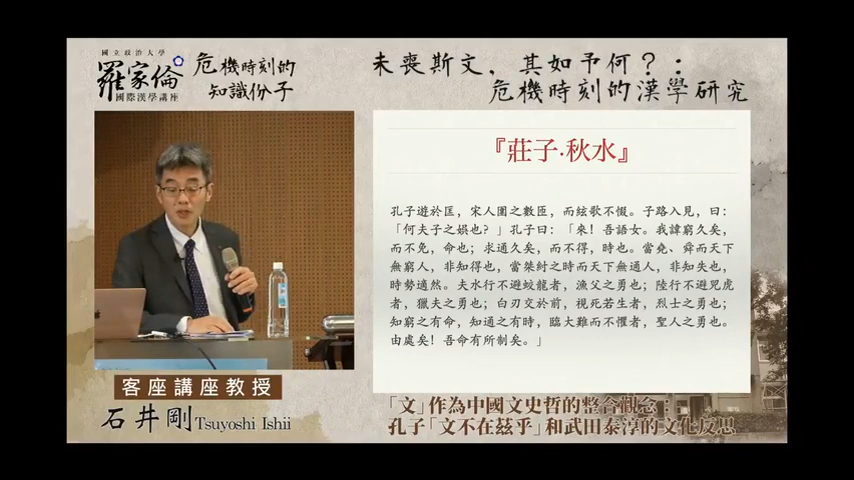 國立政治大學
羅家倫
國際漢學講座
危機時刻的
知識份子
未喪斯文，其如予何？：
危機時刻的漢學研究
『莊子·秋水』
孔子遊於匡，宋人圍之數匝，而絃歌不惙。子路入見，曰：
「何夫子之娛也？」孔子曰：「來！吾語女。我諱窮久矣，
而不免，命也；求通久矣，而不得，時也。當堯、舜而天下
無窮人，非知得也，當桀紂之時而天下無通人，非知失也，
時勢適然。夫水行不避蛟龍者，漁父之勇也；陸行不避兕虎
者，獵夫之勇也；白刃交於前，視死若生者，烈士之勇也；
知窮之有命，知通之有時，臨大難而不懼者，聖人之勇也。
由處矣！吾命有所制矣。」
客座講座教授
石井剛 Tsuyoshi Ishii
「文」作為中國文史哲的整合觀念：
孔子「文不在茲乎」和武田泰淳的文化反思